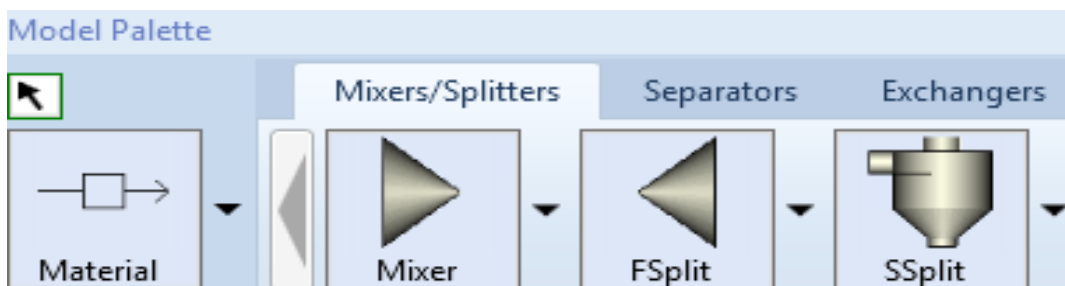 Model Palette
Mixers/Splitters Separators Exchangers
Material Mixer FSplit SSplit